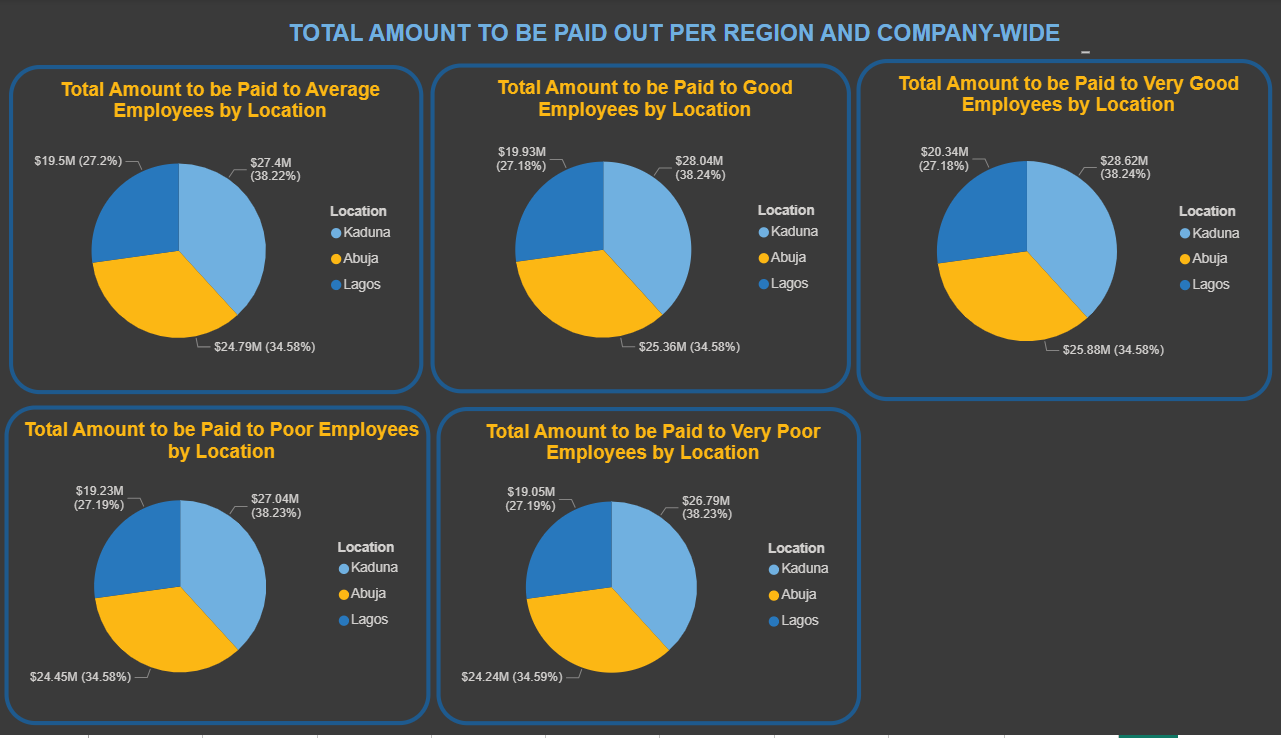 TOTAL AMOUNT TO BE PAID OUT PER REGION AND COMPANY-WIDE
Total Amount to be Paid to Average
Employees by Location
$19.5M (27.2%)
$27.4M
(38.22%)
$24.79M (34.58%)
Location
Kaduna
Abuja
Lagos
Total Amount to be Paid to Good
Employees by Location
$19.93M
(27.18%)
$28.04M
(38.24%)
$25.36M (34.58%)
Location
Kaduna
Abuja
Lagos
Total Amount to be Paid to Very Good
Employees by Location
$20.34M
(27.18%)
$28.62M
(38.24%)
$25.88M (34.58%)
Location
Kaduna
Abuja
Lagos
Total Amount to be Paid to Poor Employees
by Location
$19.23M
(27.19%)
$27.04M
(38.23%)
$24.45M (34.58%)
Location
Kaduna
Abuja
Lagos
Total Amount to be Paid to Very Poor
Employees by Location
$19.05M
(27.19%)
$26.79M
(38.23%)
$24.24M (34.59%)
Location
Kaduna
Abuja
Lagos